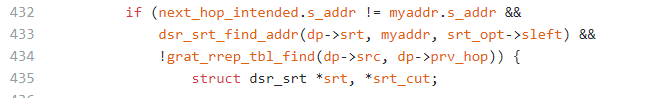 432 if (next_hop_intended.s_addr != myaddr.s_addr &&
433 dsr_srt_find_addr(dp->srt, myaddr, srt_opt->sleft) &&
434 !grat_rrep_tbl_find(dp->src, dp->prv_hop)) {
435 struct dsr_srt *srt, *srt_cut;